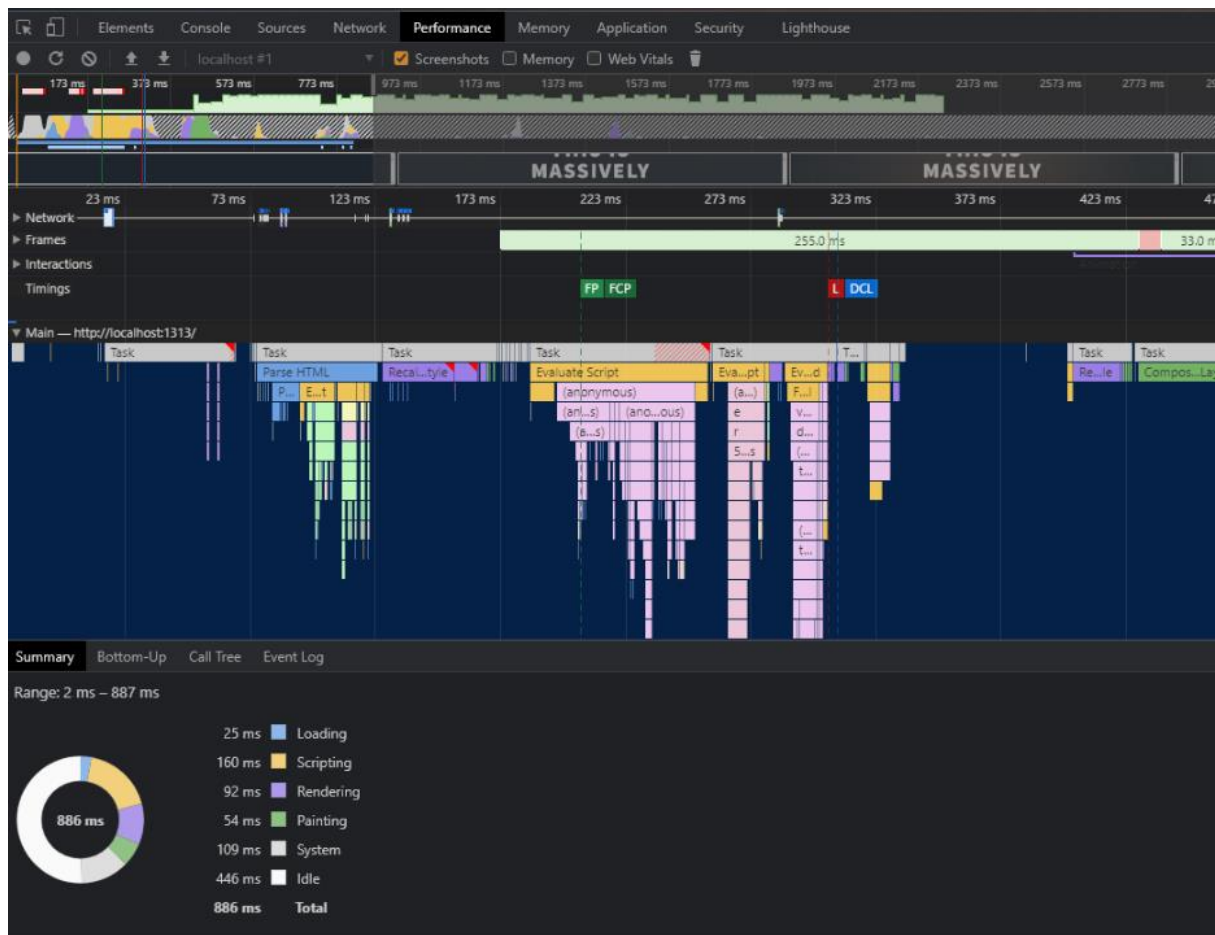 Elements Console Sources Network Performance Memory Application Security Lighthouse
localhost #1 Screenshots Memory Web Vitals
173 ms 373 ms 573 ms 773 ms 973 ms 1173 ms 1373 ms 1573 ms 1773 ms 1973 ms 2173 ms 2373 ms 2573 ms 2773 ms
MASSIVELY MASSIVELY
23 ms 73 ms 123 ms 173 ms 223 ms 273 ms 323 ms 373 ms 423 ms 47
Network
Frames 255.0 ms 33.0 m
Interactions
Timings FP FCP L DCL
Main — http://localhost:1313/
Task Task Task Task Task T... Task Task
Parse HTML Recal...tyle Evaluate Script Eva...pt Ev...d Re...le Compos...Lay
P... E...t (anonymous) (a...) F...l
(an...s) (ano...ous) e v...
(a...s) r d...
5...s (...
t...
(...
t...
Summary Bottom-Up Call Tree Event Log
Range: 2 ms – 887 ms
25 ms Loading
160 ms Scripting
92 ms Rendering
886 ms 54 ms Painting
109 ms System
446 ms Idle
886 ms Total